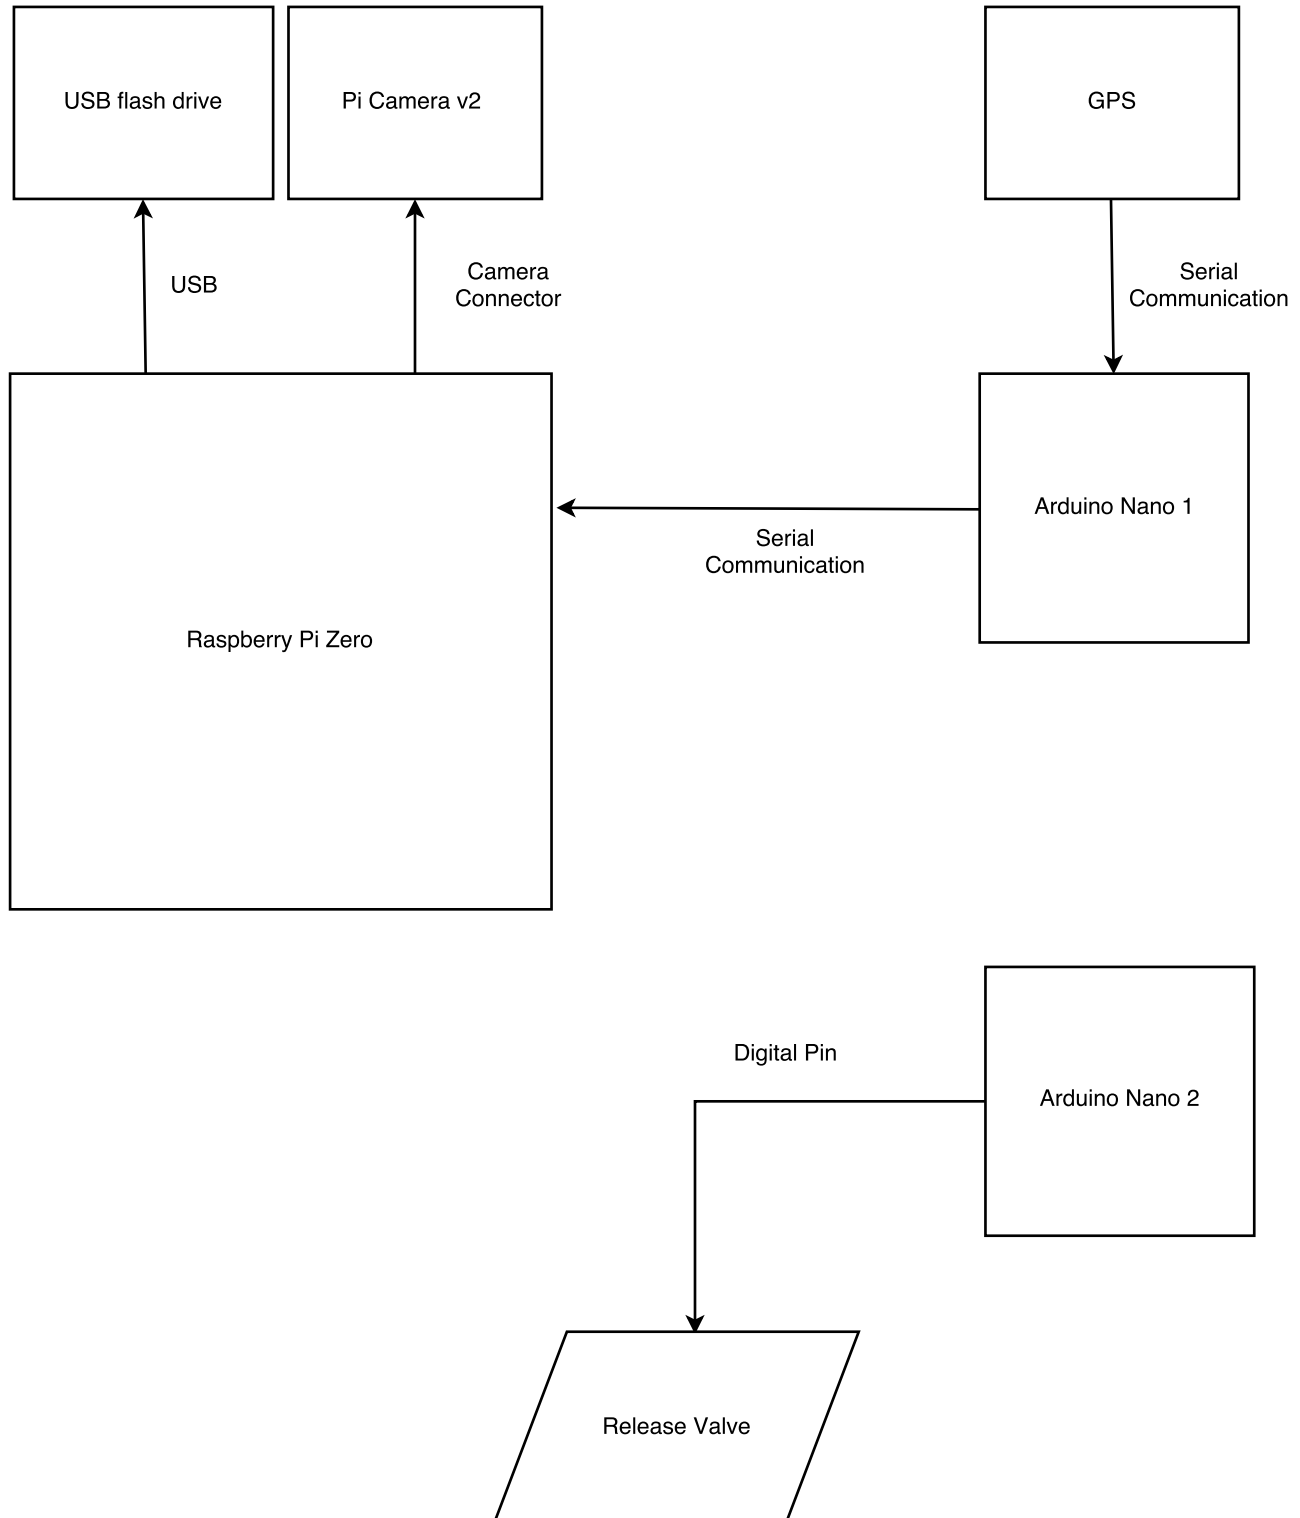 USB flash drive
Pi Camera v2
GPS
USB
Camera
Connector
Serial
Communication
Arduino Nano 1
Serial
Communication
Raspberry Pi Zero
Digital Pin
Arduino Nano 2
Release Valve